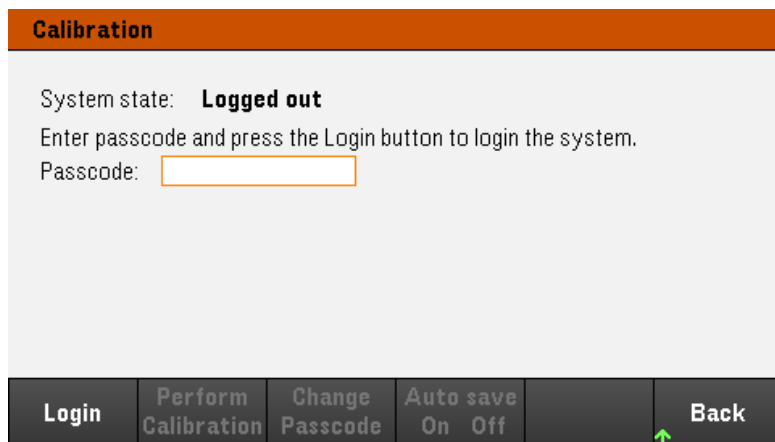 Calibration
System state: Logged out
Enter passcode and press the Login button to login the system.
Passcode:
Login
Perform
Calibration
Change
Passcode
Auto save
On Off
Back